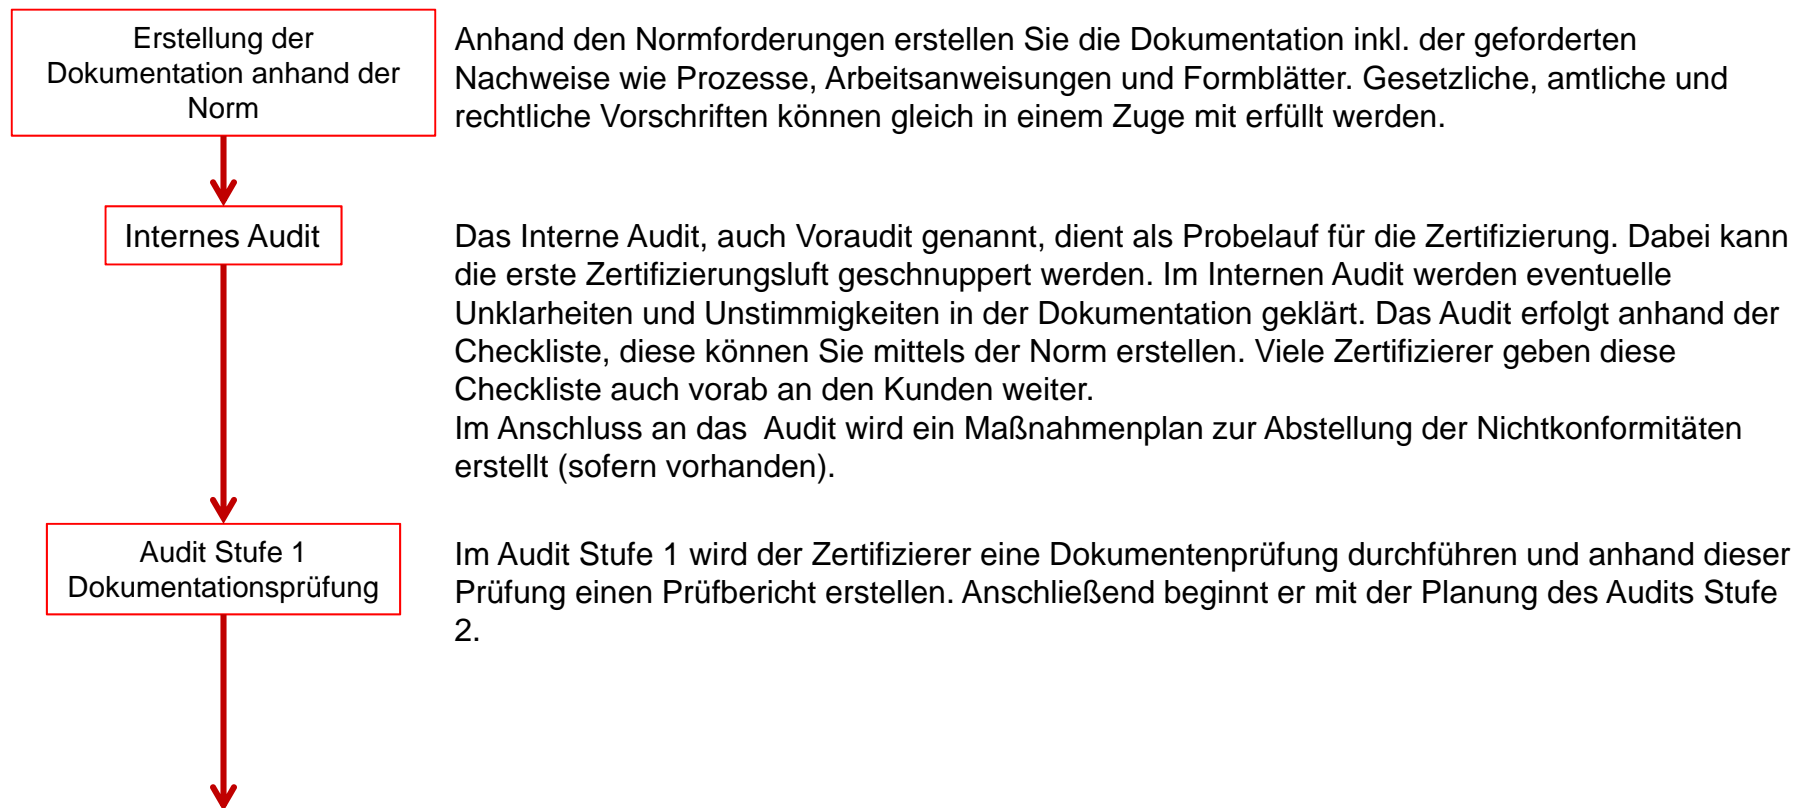 Erstellung der
Dokumentation anhand der
Norm
Anhand den Normforderungen erstellen Sie die Dokumentation inkl. der geforderten
Nachweise wie Prozesse, Arbeitsanweisungen und Formblätter. Gesetzliche, amtliche und
rechtliche Vorschriften können gleich in einem Zuge mit erfüllt werden.
Internes Audit
Das Interne Audit, auch Voraudit genannt, dient als Probelauf für die Zertifizierung. Dabei kann
die erste Zertifizierungsluft geschnuppert werden. Im Internen Audit werden eventuelle
Unklarheiten und Unstimmigkeiten in der Dokumentation geklärt. Das Audit erfolgt anhand der
Checkliste, diese können Sie mittels der Norm erstellen. Viele Zertifizierer geben diese
Checkliste auch vorab an den Kunden weiter.
Im Anschluss an das  Audit wird ein Maßnahmenplan zur Abstellung der Nichtkonformitäten
erstellt (sofern vorhanden).
Audit Stufe 1
Dokumentationsprüfung
Im Audit Stufe 1 wird der Zertifizierer eine Dokumentenprüfung durchführen und anhand dieser
Prüfung einen Prüfbericht erstellen. Anschließend beginnt er mit der Planung des Audits Stufe
2.